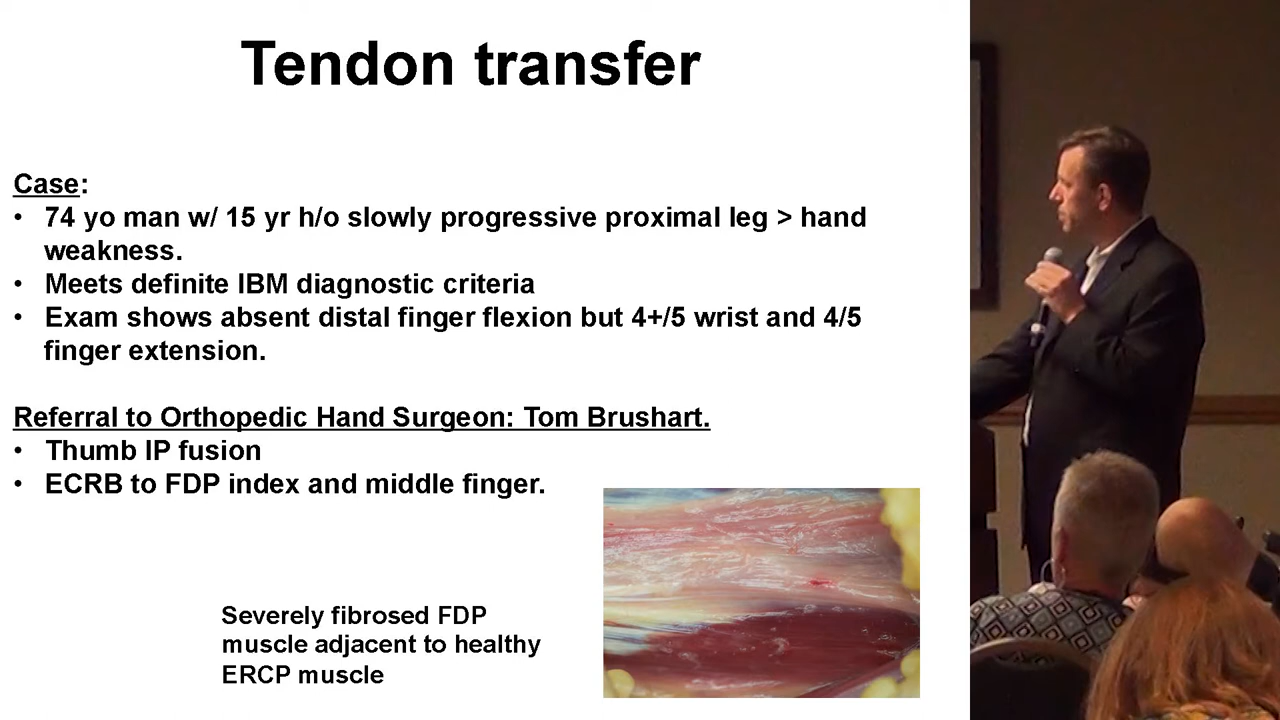 Tendon transfer
Case:
• 74 yo man w/ 15 yr h/o slowly progressive proximal leg > hand
weakness.
• Meets definite IBM diagnostic criteria
• Exam shows absent distal finger flexion but 4+/5 wrist and 4/5
finger extension.
Referral to Orthopedic Hand Surgeon: Tom Brushart.
• Thumb IP fusion
• ECRB to FDP index and middle finger.
Severely fibrosed FDP
muscle adjacent to healthy
ERCP muscle